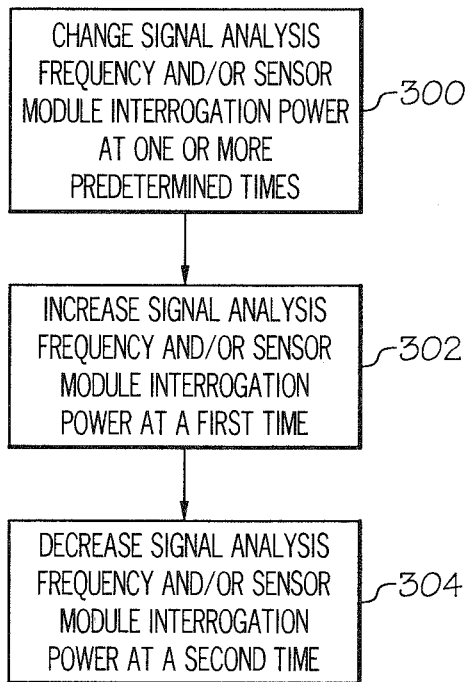 CHANGE SIGNAL ANALYSIS
FREQUENCY AND/OR SENSOR
MODULE INTERROGATION POWER
AT ONE OR MORE
PREDETERMINED TIMES
300
INCREASE SIGNAL ANALYSIS
FREQUENCY AND/OR SENSOR
MODULE INTERROGATION
POWER AT A FIRST TIME
302
DECREASE SIGNAL ANALYSIS
FREQUENCY AND/OR SENSOR
MODULE INTERROGATION
POWER AT A SECOND TIME
304